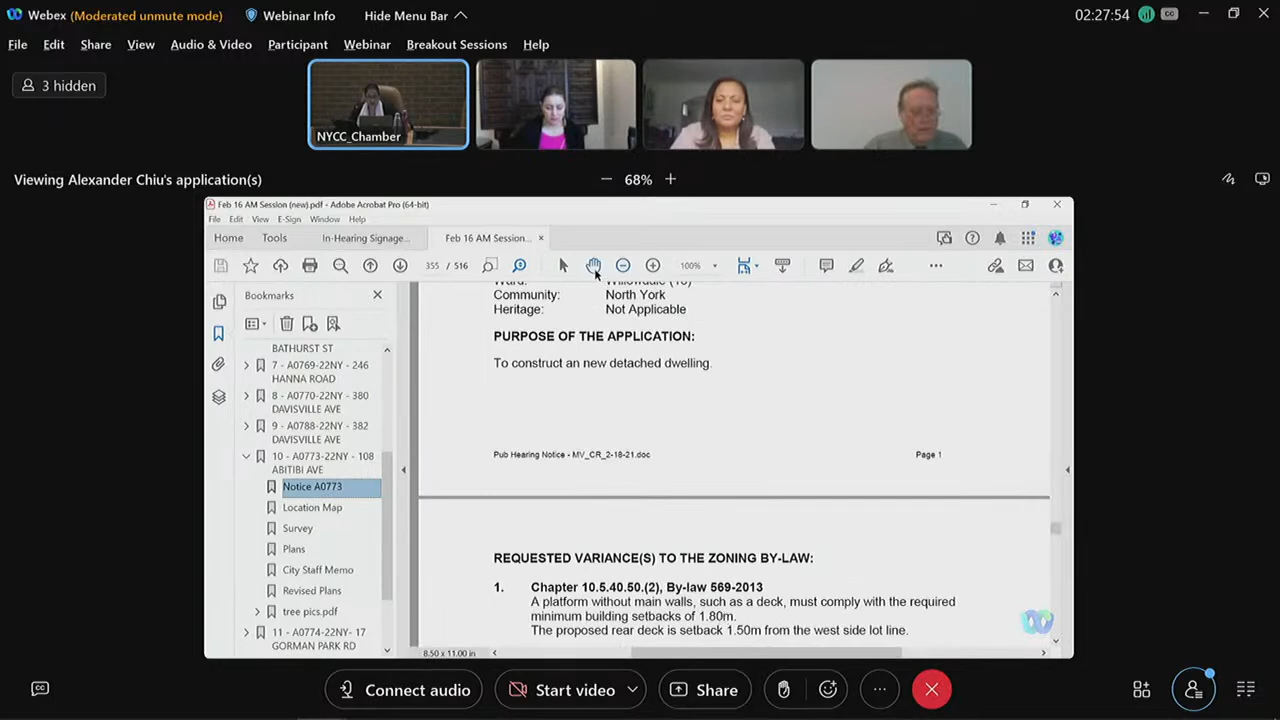 Webex (Moderated unmute mode) Webinar Info Hide Menu Bar 02:27:54 CC
File Edit Share View Audio & Video Participant Webinar Breakout Sessions Help
3 hidden
NYCC_Chamber
Viewing Alexander Chiu's application(s) 68%
Feb 16 AM Session (new).pdf - Adobe Acrobat Pro (64-bit)
File Edit View E-Sign Window Help
Home Tools In-Hearing Signage... Feb 16 AM Session...
355 / 516 100%
Bookmarks
BATHURST ST
7 - A0769-22NY - 246
HANNA ROAD
8 - A0770-22NY - 380
DAVISVILLE AVE
9 - A0788-22NY - 382
DAVISVILLE AVE
10 - A0773-22NY - 108
ABITIBI AVE
Notice A0773
Location Map
Survey
Plans
City Staff Memo
Revised Plans
tree pics.pdf
11 - A0774-22NY- 17
GORMAN PARK RD
Community: North York
Heritage: Not Applicable
PURPOSE OF THE APPLICATION:
To construct an new detached dwelling.
Pub Hearing Notice - MV_CR_2-18-21.doc Page 1
REQUESTED VARIANCE(S) TO THE ZONING BY-LAW:
1. Chapter 10.5.40.50.(2), By-law 569-2013
A platform without main walls, such as a deck, must comply with the required
minimum building setbacks of 1.80m.
The proposed rear deck is setback 1.50m from the west side lot line.
8.50 x 11.00 in
Connect audio Start video Share